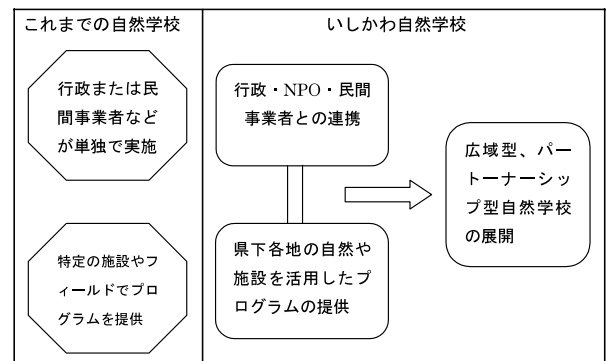 これまでの自然学校
行政または民
間事業者など
が単独で実施
特定の施設やフ
ィールドでプロ
グラムを提供
いしかわ自然学校
行政・NPO・民間
事業者との連携
県下各地の自然や
施設を活用したプ
ログラムの提供
広域型、パー
トーナーシッ
プ型自然学校
の展開